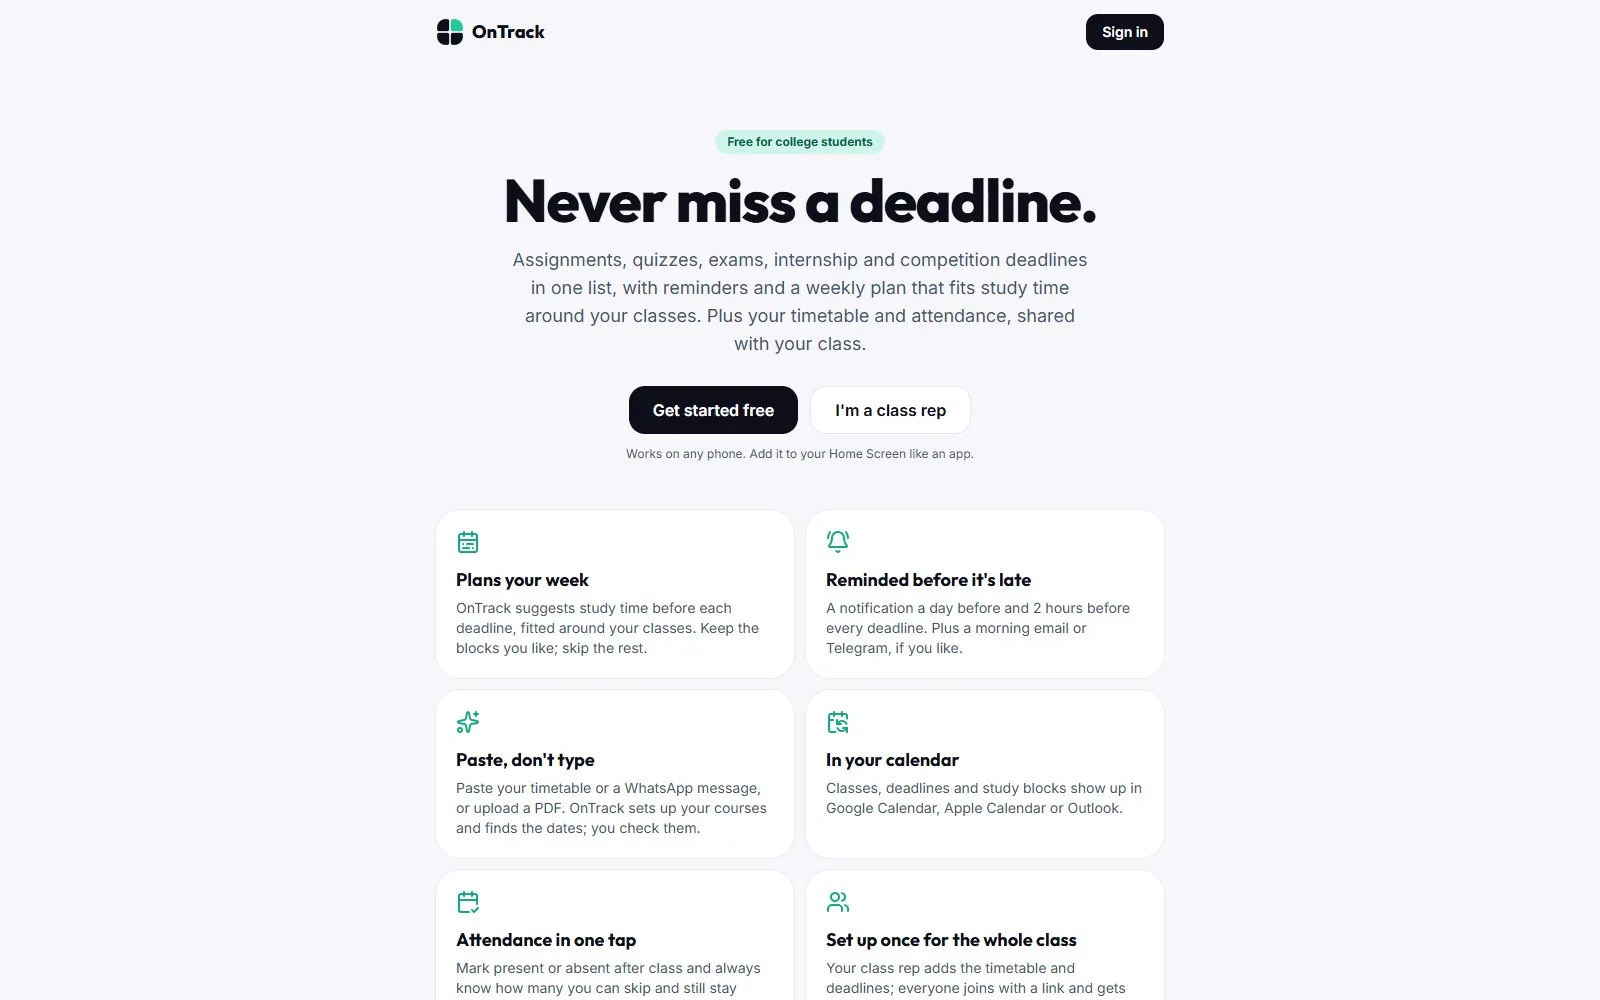 OnTrack
Sign in
Free for college students
Never miss a deadline.
Assignments, quizzes, exams, internship and competition deadlines
in one list, with reminders and a weekly plan that fits study time
around your classes. Plus your timetable and attendance, shared
with your class.
Get started free
I'm a class rep
Works on any phone. Add it to your Home Screen like an app.
Plans your week
OnTrack suggests study time before each
deadline, fitted around your classes. Keep the
blocks you like; skip the rest.
Reminded before it's late
A notification a day before and 2 hours before
every deadline. Plus a morning email or
Telegram, if you like.
Paste, don't type
Paste your timetable or a WhatsApp message,
or upload a PDF. OnTrack sets up your courses
and finds the dates; you check them.
In your calendar
Classes, deadlines and study blocks show up in
Google Calendar, Apple Calendar or Outlook.
Attendance in one tap
Mark present or absent after class and always
know how many you can skip and still stay
Set up once for the whole class
Your class rep adds the timetable and
deadlines; everyone joins with a link and gets